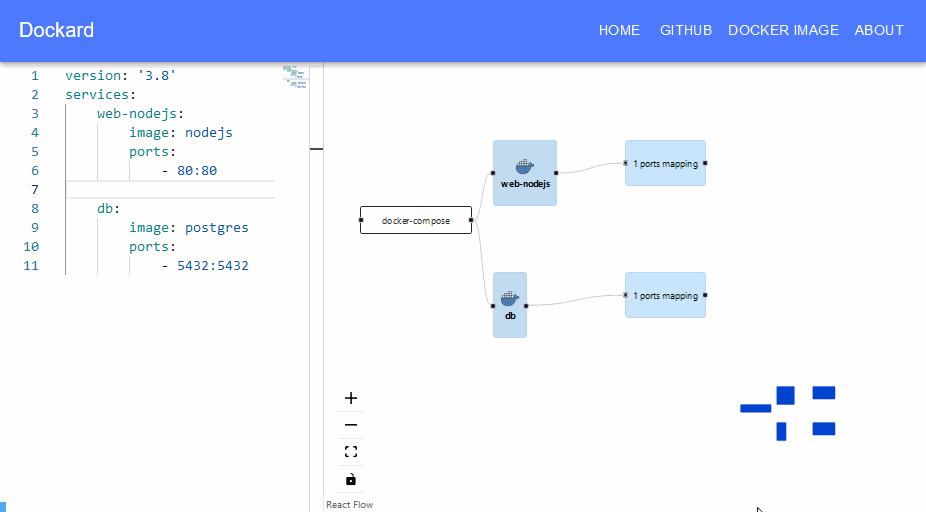 Dockard
HOME GITHUB DOCKER IMAGE ABOUT
1 version: '3.8'
2 services:
3 web-nodejs:
4 image: nodejs
5 ports:
6 - 80:80
7
8 db:
9 image: postgres
10 ports:
11 - 5432:5432
docker-compose
web-nodejs
1 ports mapping
db
1 ports mapping
React Flow